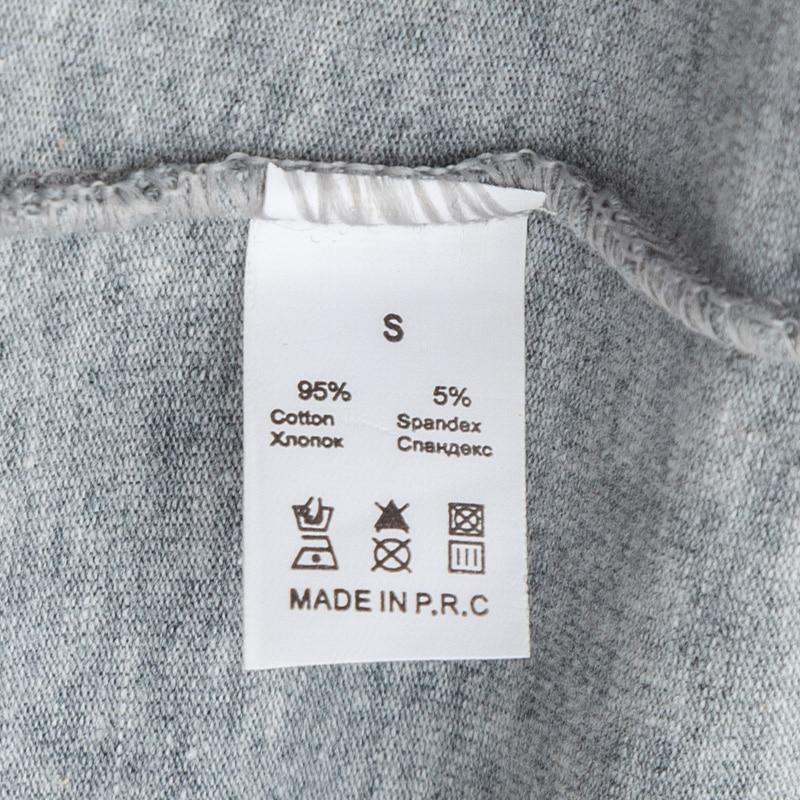 S
95% 5%
Cotton Spandex
Хлопок Спандекс
MADE IN P.R.C